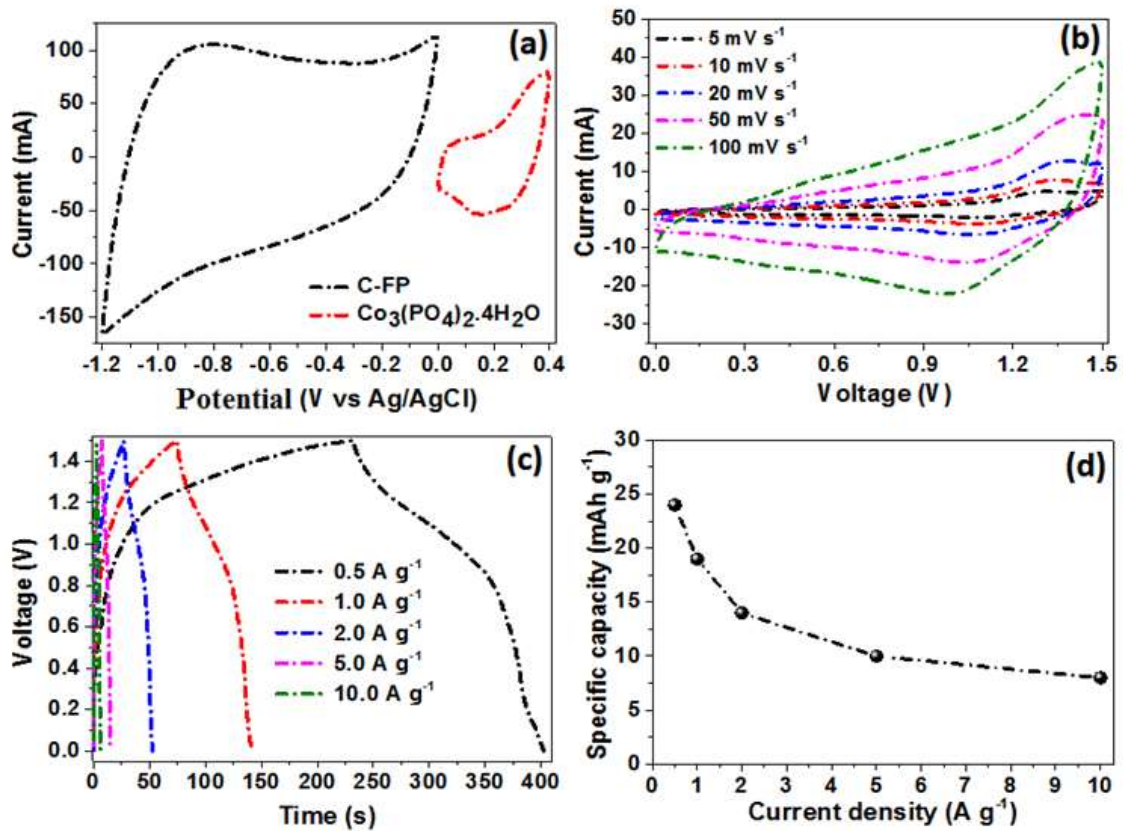 (a)
Current (mA)
100
50
0
-50
-100
-150
C-FP
Co₃(PO₄)₂.4H₂O
-1.2 -1.0 -0.8 -0.6 -0.4 -0.2 0.0 0.2 0.4
Potential (V vs Ag/AgCl)
(b)
Current (mA)
50
40
30
20
10
0
-10
-20
-30
5 mV s⁻¹
10 mV s⁻¹
20 mV s⁻¹
50 mV s⁻¹
100 mV s⁻¹
0.0 0.3 0.6 0.9 1.2 1.5
Voltage (V)
(c)
Voltage (V)
1.4
1.2
1.0
0.8
0.6
0.4
0.2
0.0
0.5 A g⁻¹
1.0 A g⁻¹
2.0 A g⁻¹
5.0 A g⁻¹
10.0 A g⁻¹
0 50 100 150 200 250 300 350 400
Time (s)
(d)
Specific capacity (mAh g⁻¹)
30
25
20
15
10
5
0
0 1 2 3 4 5 6 7 8 9 10
Current density (A g⁻¹)